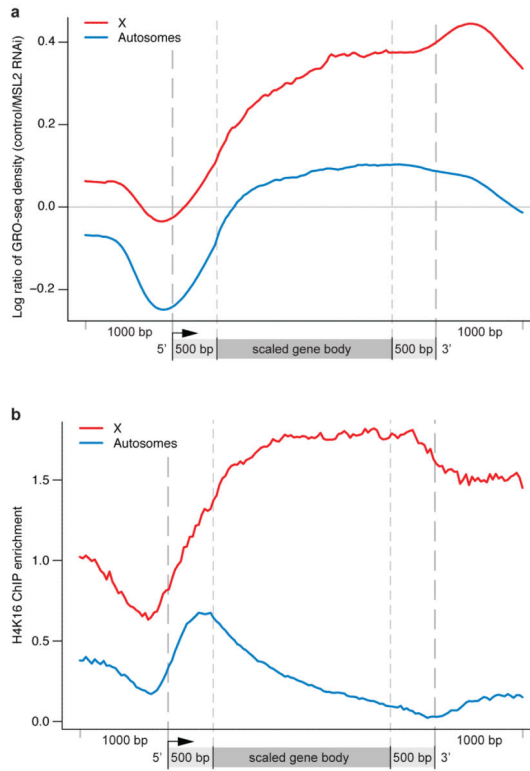 a
X
Autosomes
Log ratio of GRO-seq density (control/MSL2 RNAi)
0.4
0.2
0.0
−0.2
1000 bp
1000 bp
5’
500 bp
scaled gene body
500 bp
3’
b
X
Autosomes
H4K16 ChIP enrichment
1.5
1.0
0.5
0.0
1000 bp
1000 bp
5’
500 bp
scaled gene body
500 bp
3’